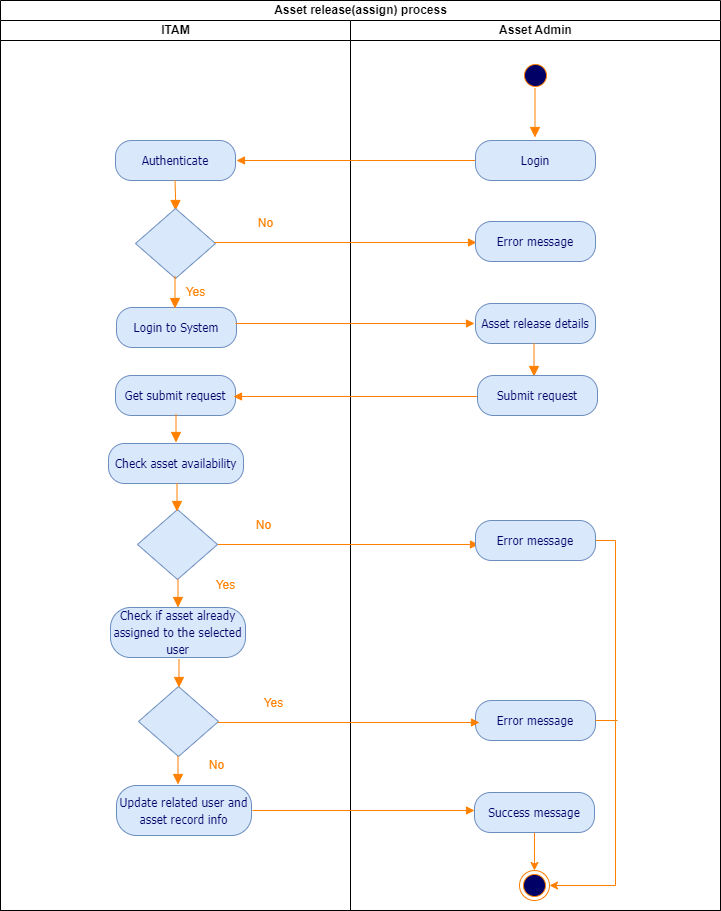 Asset release(assign) process
ITAM
Asset Admin
Authenticate
Login
No
Error message
Yes
Login to System
Asset release details
Get submit request
Submit request
Check asset availability
No
Error message
Yes
Check if asset already
assigned to the selected
user
Yes
Error message
No
Update related user and
asset record info
Success message